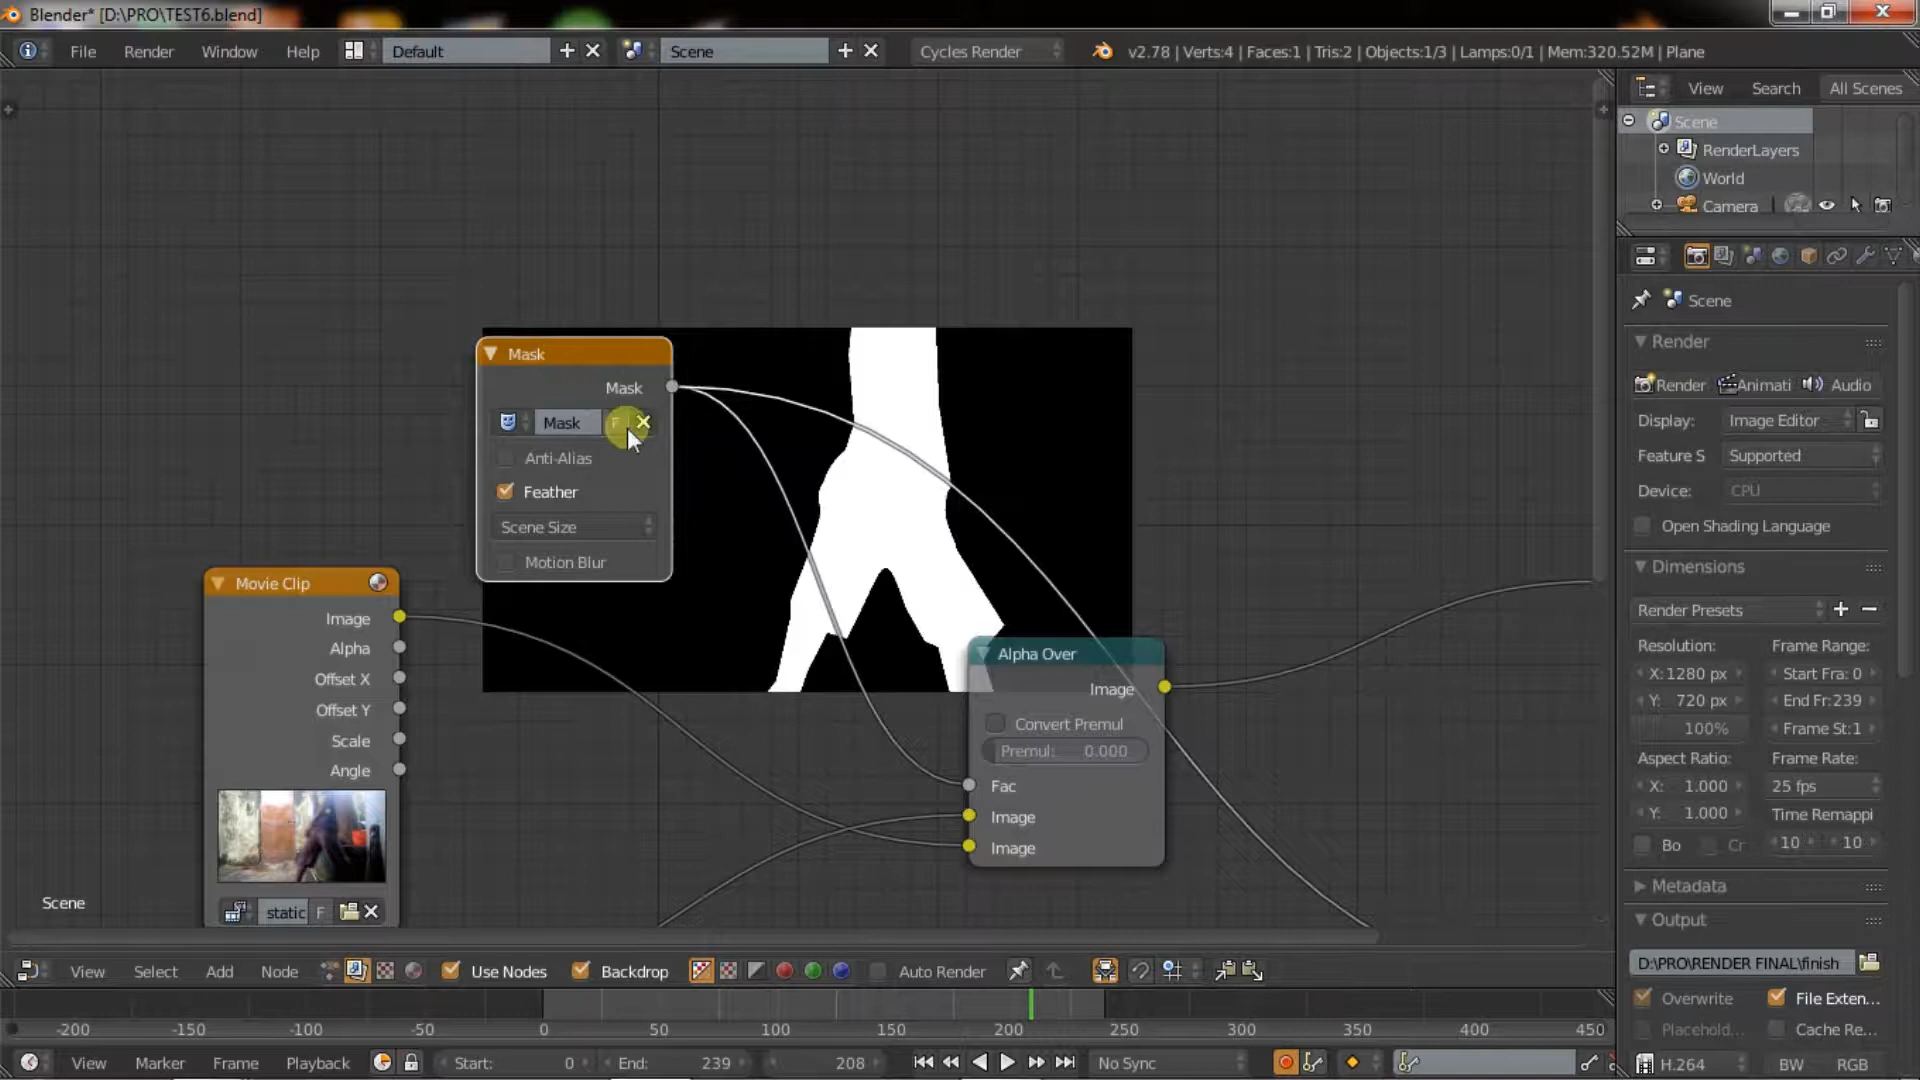 Blender* [D:\PRO\TEST6.blend]
File Render Window Help Default Scene Cycles Render v2.78 | Verts:4 | Faces:1 | Tris:2 | Objects:1/3 | Lamps:0/1 | Mem:320.52M | Plane
View Search All Scenes
Scene
RenderLayers
World
Camera
Scene
Render
Render Animati Audio
Display: Image Editor
Feature S Supported
Device: CPU
Open Shading Language
Dimensions
Render Presets
Resolution: Frame Range:
X: 1280 px Start Fra: 0
Y: 720 px End Fr:239
100% Frame St:1
Aspect Ratio: Frame Rate:
X: 1.000 25 fps
Y: 1.000 Time Remappi
Bo Cr 10 10
Metadata
Output
D:\PRO\RENDER FINAL\finish
Overwrite File Exten...
Placehold... Cache Re...
H.264 BW RGB
Mask
Mask
Mask F
Anti-Alias
Feather
Scene Size
Motion Blur
Movie Clip
Image
Alpha
Offset X
Offset Y
Scale
Angle
static F
Alpha Over
Image
Convert Premul
Premul: 0.000
Fac
Image
Image
Scene
View Select Add Node Use Nodes Backdrop Auto Render
-200 -150 -100 -50 0 50 100 150 200 250 300 350 400 450
View Marker Frame Playback Start: 0 End: 239 208 No Sync